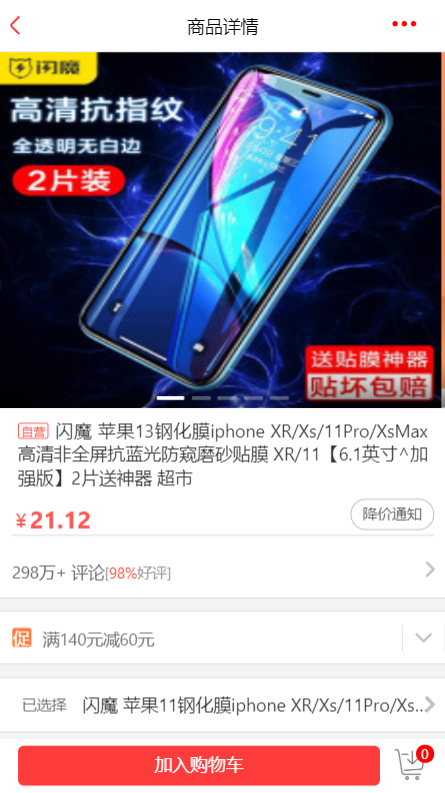 商品详情
闪魔
高清抗指纹
全透明无白边
2片装
9:41
送贴膜神器
贴坏包赔
自营 闪魔 苹果13钢化膜iphone XR/Xs/11Pro/XsMax
高清非全屏抗蓝光防窥磨砂贴膜 XR/11【6.1英寸^加
强版】2片送神器 超市
¥21.12
降价通知
298万+ 评论[98%好评]
促 满140元减60元
已选择 闪魔 苹果11钢化膜iphone XR/Xs/11Pro/Xs...
加入购物车
0